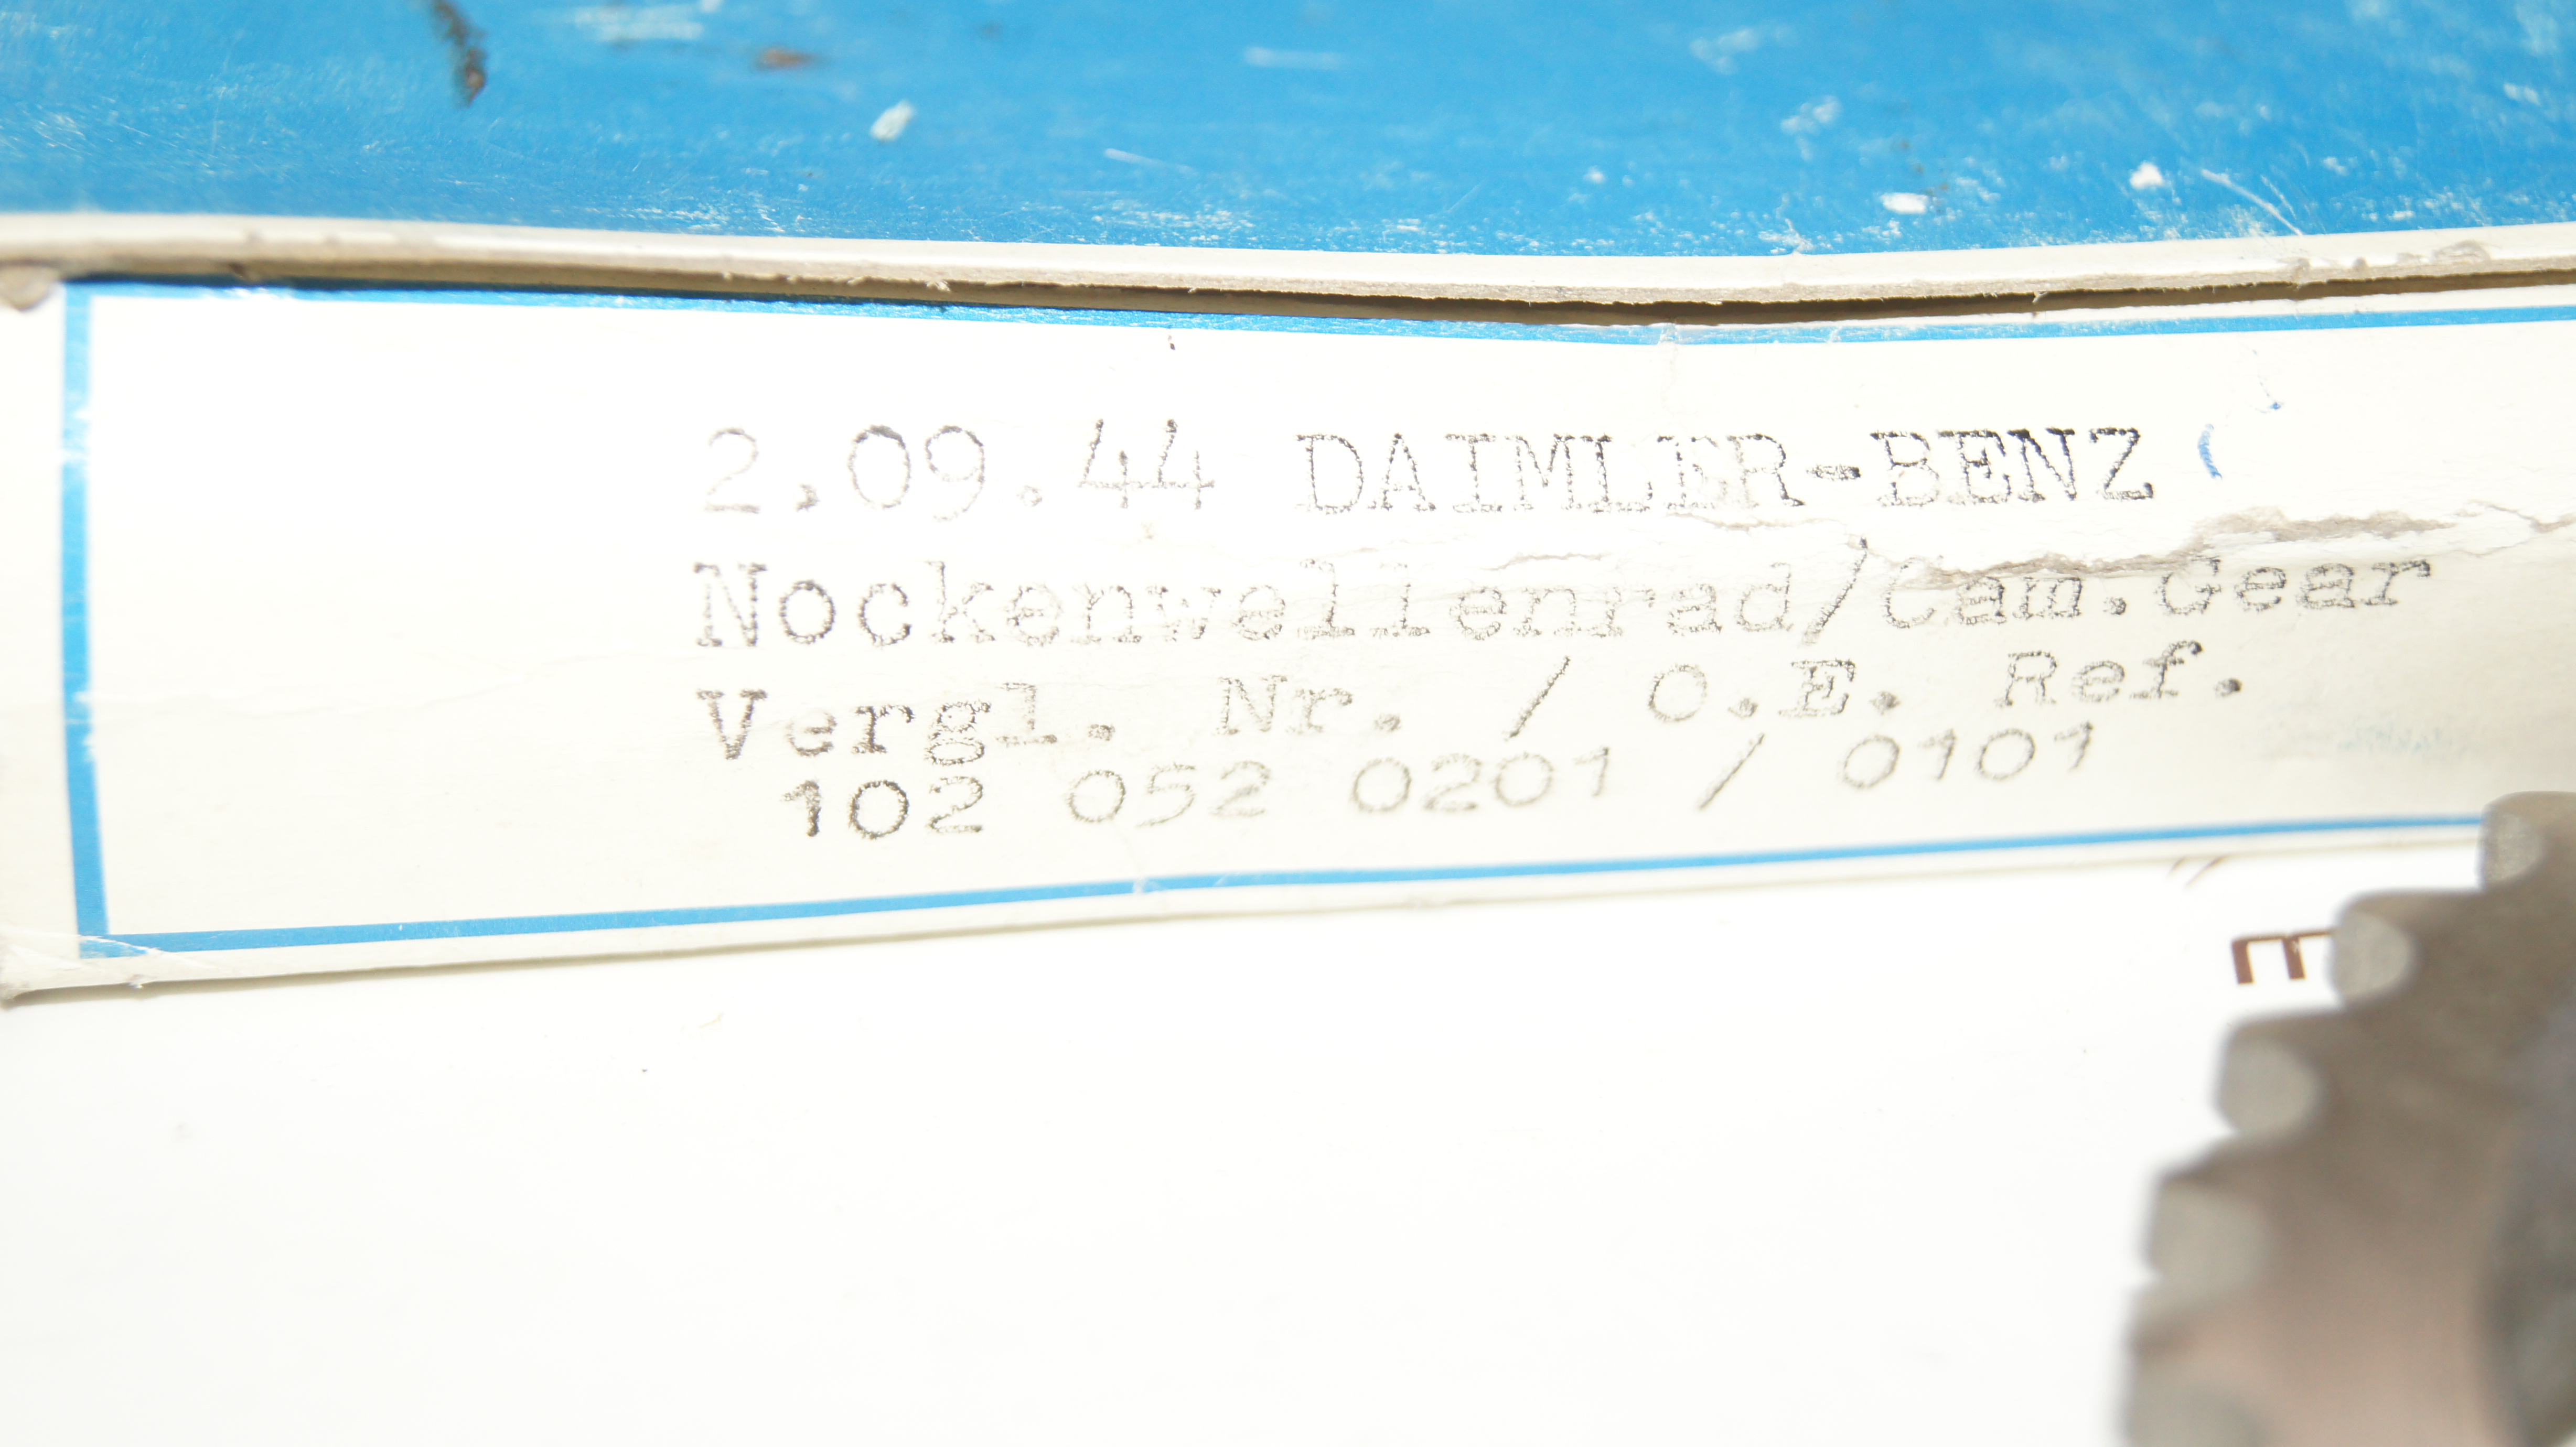 2.09.44 DAIMLER-BENZ
Nockenwellenrad/Cam.Gear
Vergl. Nr. / O.E. Ref.
102 052 0201 / 0101
E